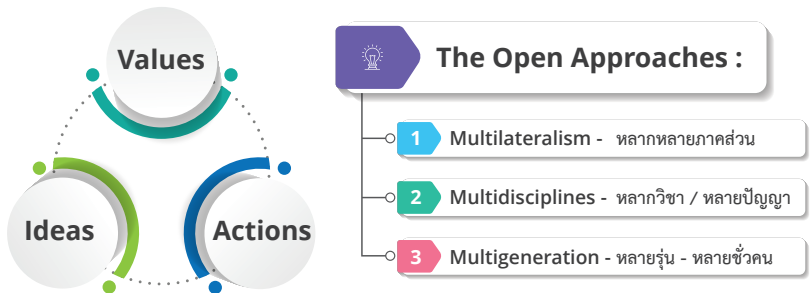 Values
Ideas
Actions
The Open Approaches :
1 Multilateralism - หลากหลายภาคส่วน
2 Multidisciplines - หลากวิชา / หลายปัญญา
3 Multigeneration - หลายรุ่น - หลายชั่วคน